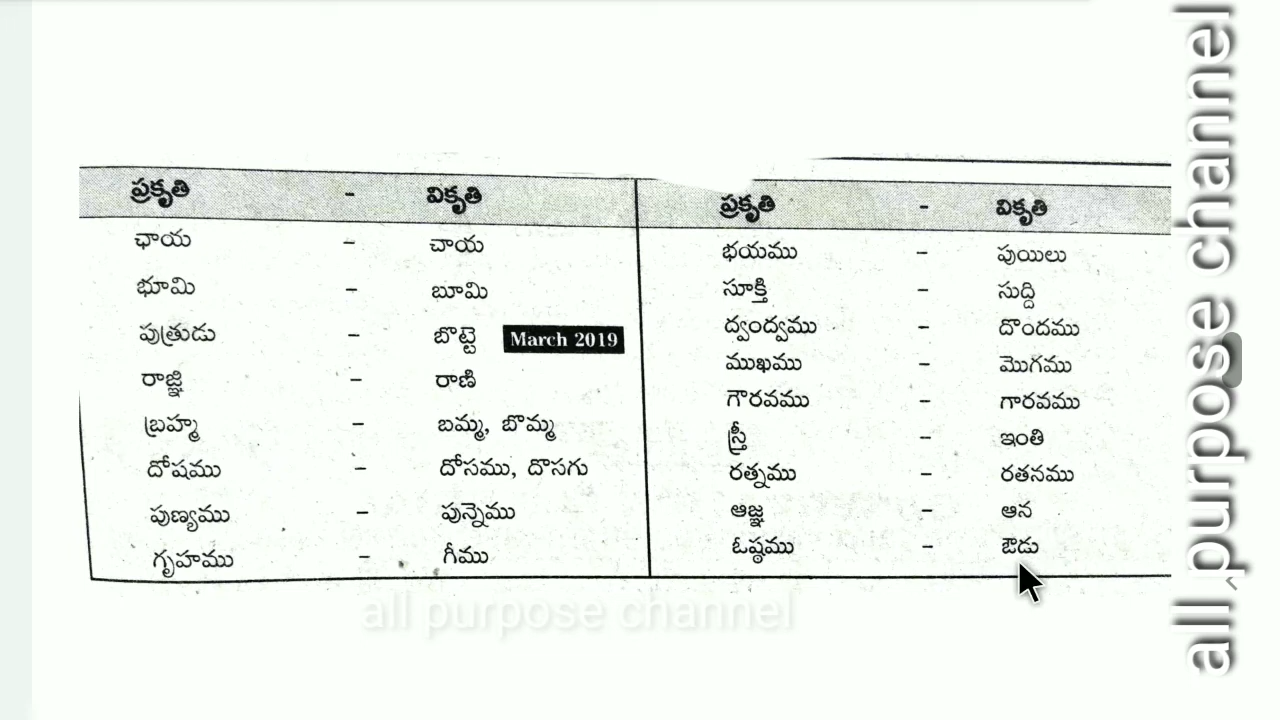 ప్రకృతి - వికృతి
ఛాయ - చాయ
భూమి - బూమి
పుత్రుడు - బొట్టె March 2019
రాజ్ఞి - రాణి
బ్రహ్మ - బమ్మ, బొమ్మ
దోషము - దోసము, దొసగు
పుణ్యము - పున్నెము
గృహము - గీము
ప్రకృతి - వికృతి
భయము - పుయిలు
సూక్తి - సుద్ది
ద్వంద్వము - దొందము
ముఖము - మొగము
గౌరవము - గారవము
స్త్రీ - ఇంతి
రత్నము - రతనము
ఆజ్ఞ - ఆన
ఓష్ఠము - ఔడు
all purpose channel
all purpose channel